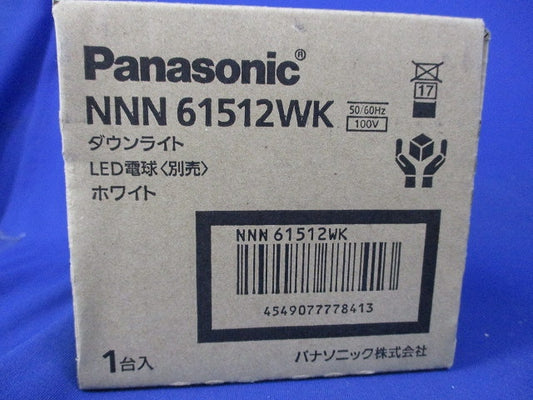 Panasonic®
NNN 61512WK
50/60Hz
100V
17
ダウンライト
LED電球〈別売〉
ホワイト
NNN 61512WK
4549077778413
1台入
パナソニック株式会社